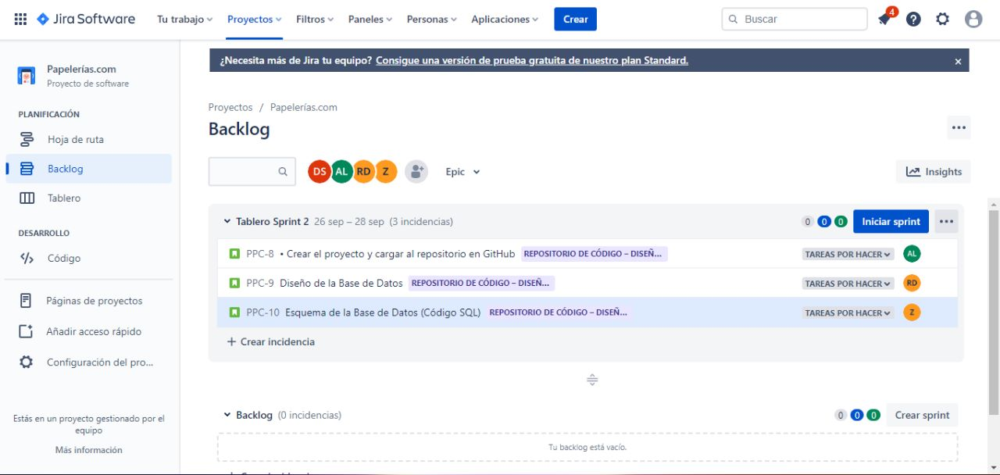 Jira Software Tu trabajo Proyectos Filtros Paneles Personas Aplicaciones Crear Buscar 4
¿Necesita más de Jira tu equipo? Consigue una versión de prueba gratuita de nuestro plan Standard.
Papelerías.com
Proyecto de software
PLANIFICACIÓN
Hoja de ruta
Backlog
Tablero
DESARROLLO
Código
Páginas de proyectos
Añadir acceso rápido
Configuración del pro...
Estás en un proyecto gestionado por el
equipo
Más información
Proyectos / Papelerías.com
Backlog
DS AL RD Z Epic Insights
Tablero Sprint 2 26 sep – 28 sep (3 incidencias) 0 0 0 Iniciar sprint
PPC-8 • Crear el proyecto y cargar al repositorio en GitHub REPOSITORIO DE CÓDIGO – DISEÑ... TAREAS POR HACER AL
PPC-9 Diseño de la Base de Datos REPOSITORIO DE CÓDIGO – DISEÑ... TAREAS POR HACER RD
PPC-10 Esquema de la Base de Datos (Código SQL) REPOSITORIO DE CÓDIGO – DISEÑ... TAREAS POR HACER Z
+ Crear incidencia
Backlog (0 incidencias) 0 0 0 Crear sprint
Tu backlog está vacío.